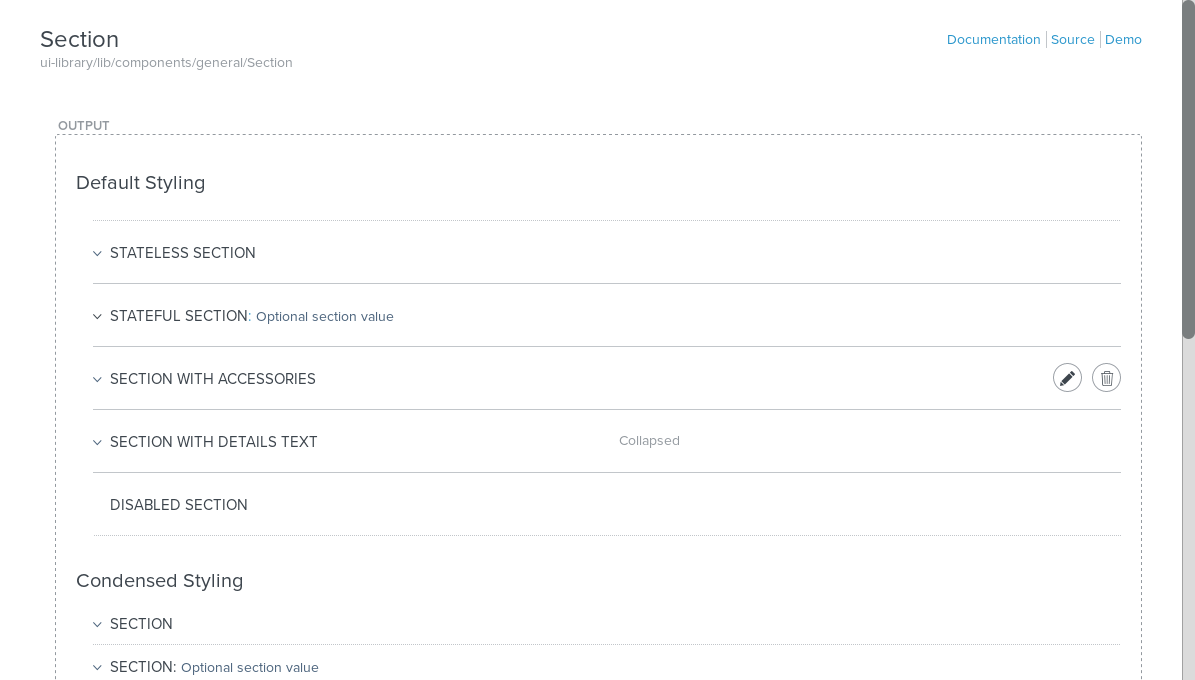 Section
Documentation Source Demo
ui-library/lib/components/general/Section
OUTPUT
Default Styling
STATELESS SECTION
STATEFUL SECTION: Optional section value
SECTION WITH ACCESSORIES
SECTION WITH DETAILS TEXT Collapsed
DISABLED SECTION
Condensed Styling
SECTION
SECTION: Optional section value